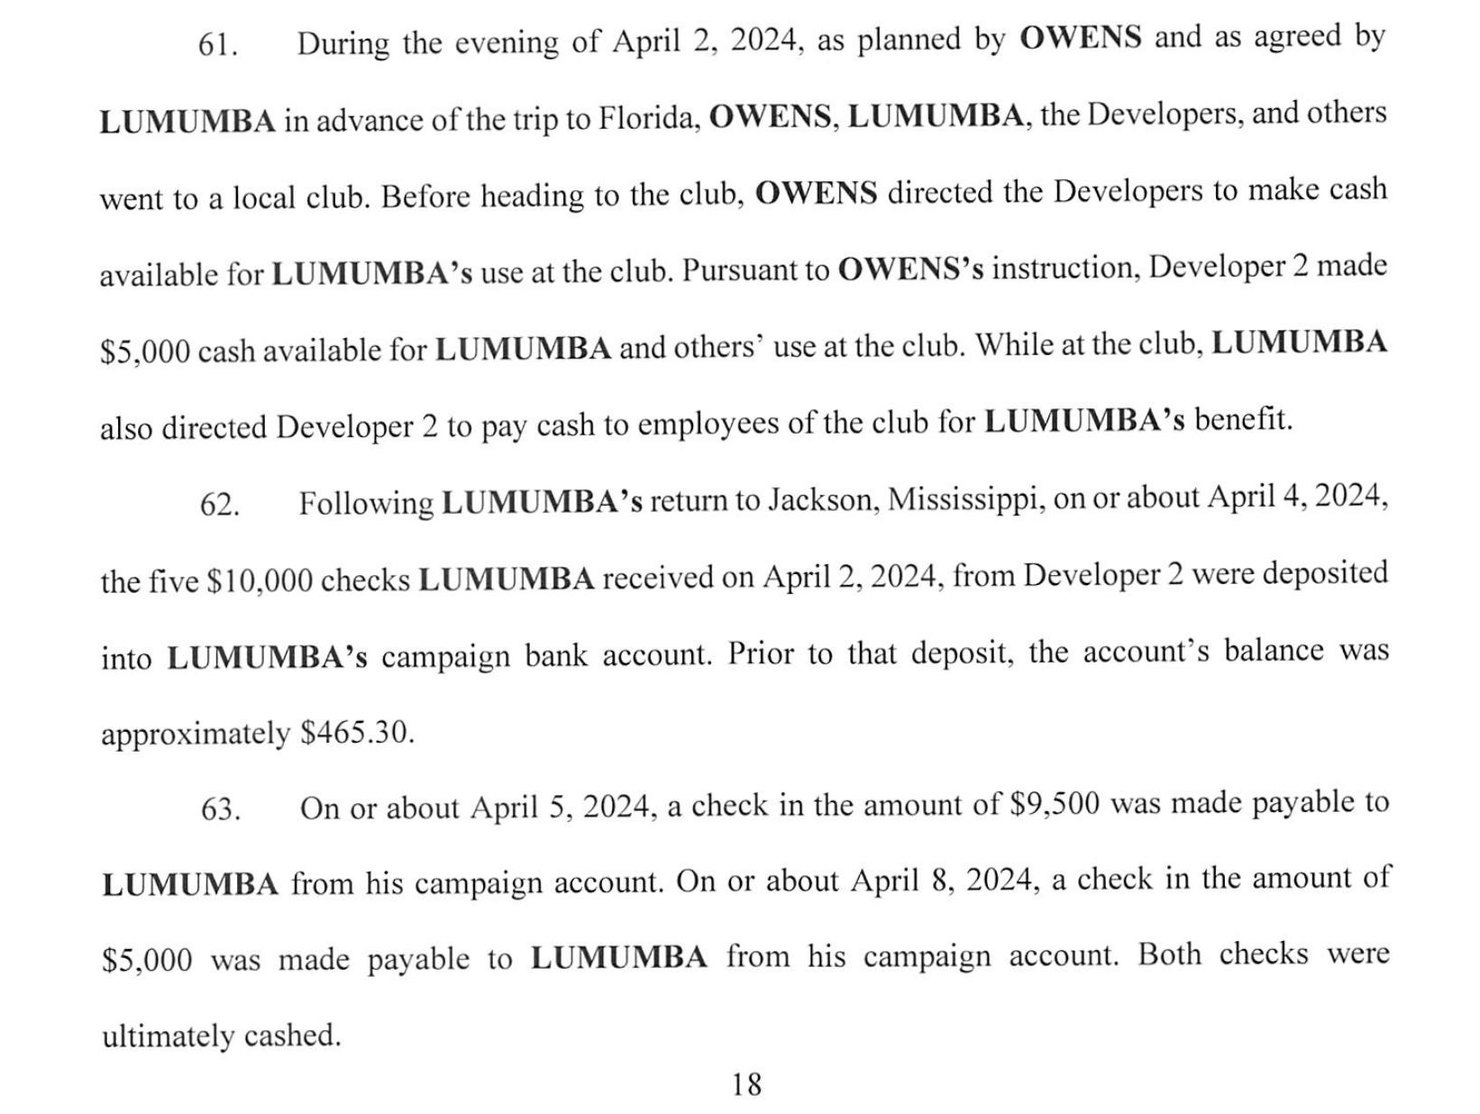 61. During the evening of April 2, 2024, as planned by OWENS and as agreed by
LUMUMBA in advance of the trip to Florida, OWENS, LUMUMBA, the Developers, and others
went to a local club. Before heading to the club, OWENS directed the Developers to make cash
available for LUMUMBA’s use at the club. Pursuant to OWENS’s instruction, Developer 2 made
$5,000 cash available for LUMUMBA and others’ use at the club. While at the club, LUMUMBA
also directed Developer 2 to pay cash to employees of the club for LUMUMBA’s benefit.
62. Following LUMUMBA’s return to Jackson, Mississippi, on or about April 4, 2024,
the five $10,000 checks LUMUMBA received on April 2, 2024, from Developer 2 were deposited
into LUMUMBA’s campaign bank account. Prior to that deposit, the account’s balance was
approximately $465.30.
63. On or about April 5, 2024, a check in the amount of $9,500 was made payable to
LUMUMBA from his campaign account. On or about April 8, 2024, a check in the amount of
$5,000 was made payable to LUMUMBA from his campaign account. Both checks were
ultimately cashed.
18